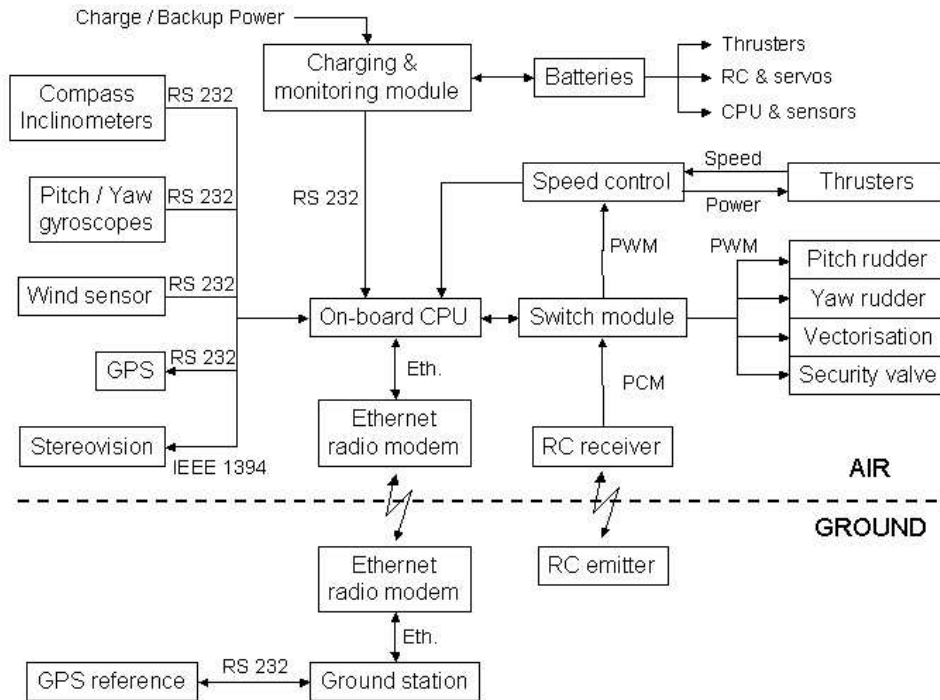 Charge / Backup Power
Charging &
monitoring module
Batteries
Thrusters
RC & servos
CPU & sensors
Compass
Inclinometers
RS 232
Pitch / Yaw
gyroscopes
RS 232
Wind sensor
RS 232
GPS
RS 232
Stereovision
IEEE 1394
RS 232
On-board CPU
Eth.
Ethernet
radio modem
Speed control
Speed
Power
Thrusters
PWM
PWM
Switch module
Pitch rudder
Yaw rudder
Vectorisation
Security valve
PCM
RC receiver
AIR
GROUND
Ethernet
radio modem
RC emitter
Eth.
GPS reference
RS 232
Ground station